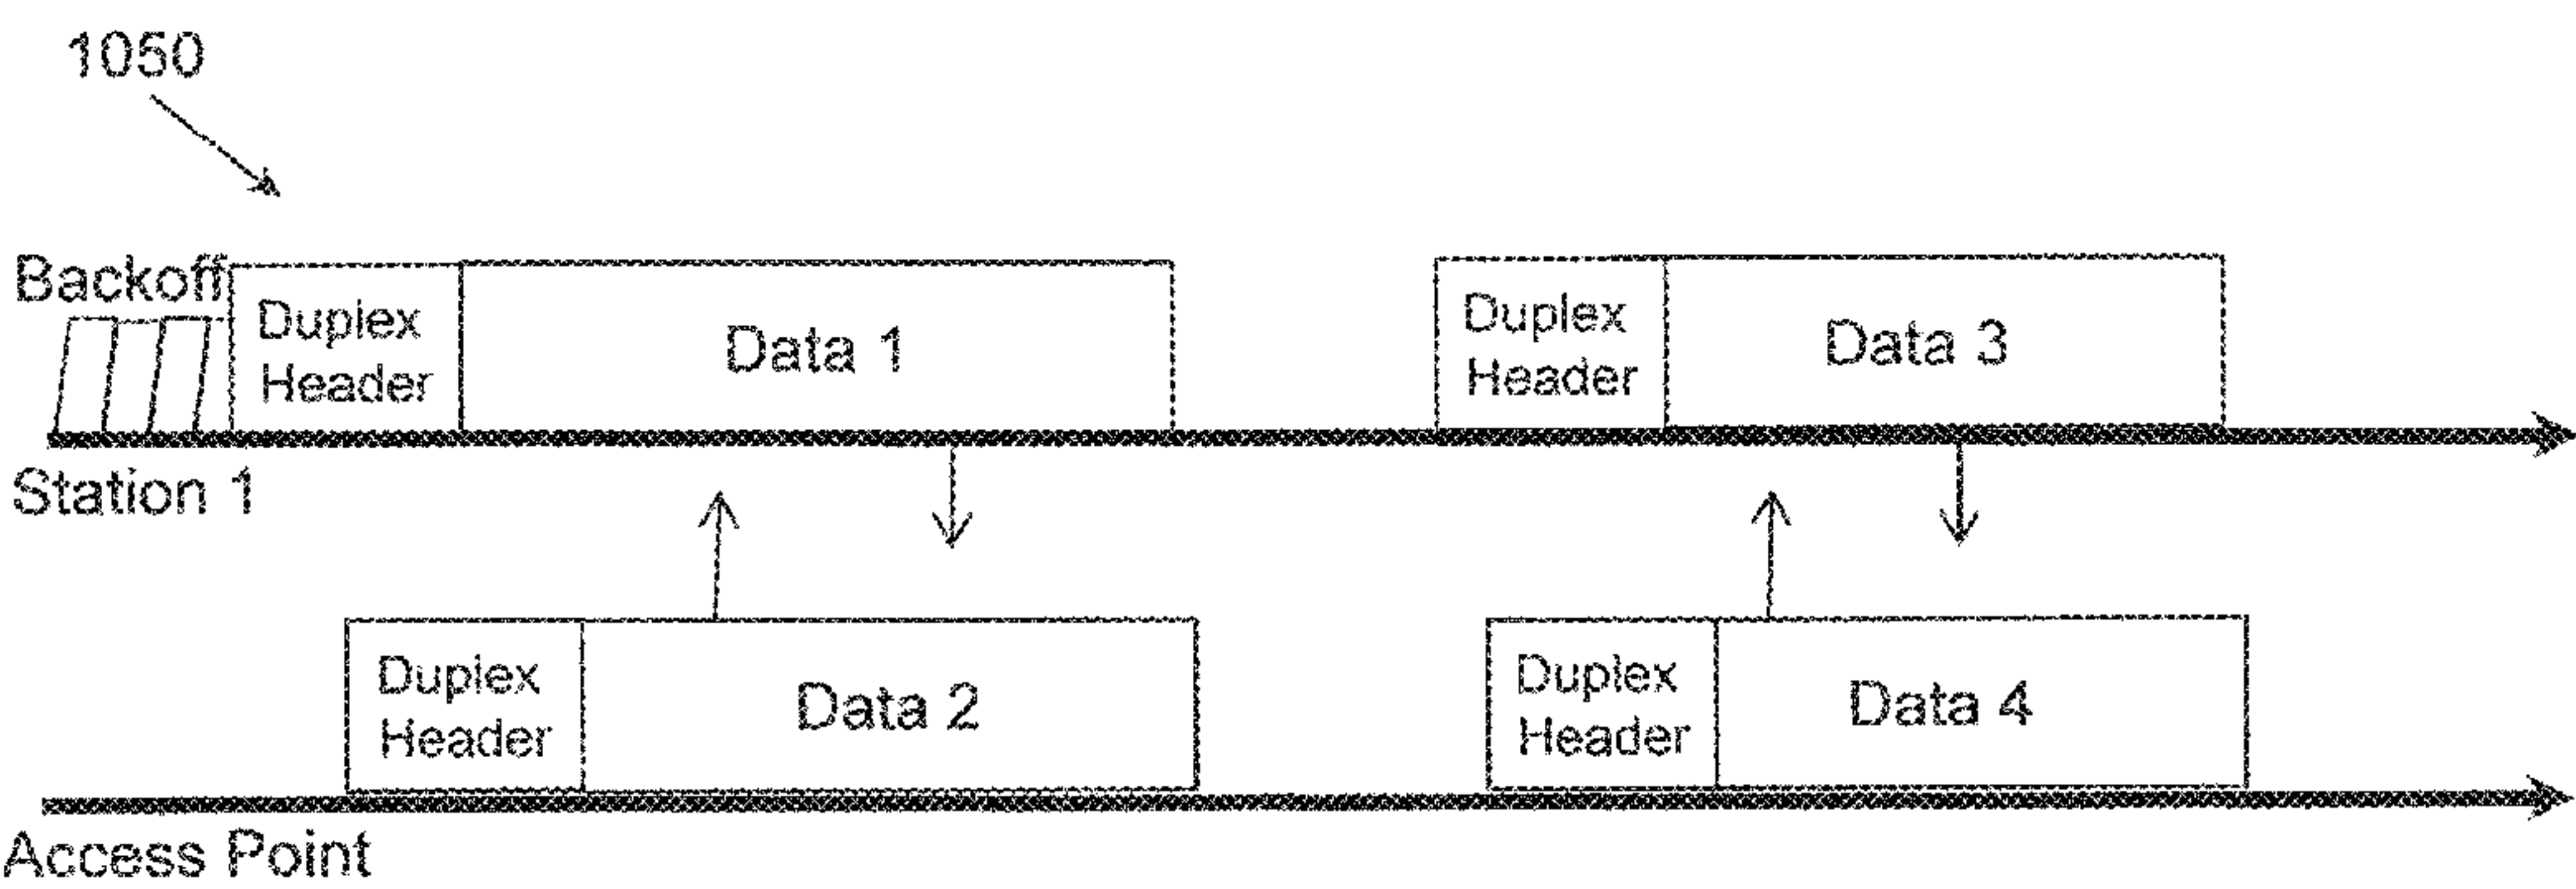 1050
Backoff
Duplex
Header
Data 1
Duplex
Header
Data 3
Station 1
Duplex
Header
Data 2
Duplex
Header
Data 4
Access Point